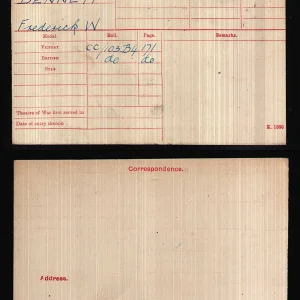 BENNETT
Frederick W
Medal. Roll. Page. Remarks.
Victory CC/103B4 171
British do do
Star
Theatre of War first served in
Date of entry therein
K. 1380
Correspondence.
Address.